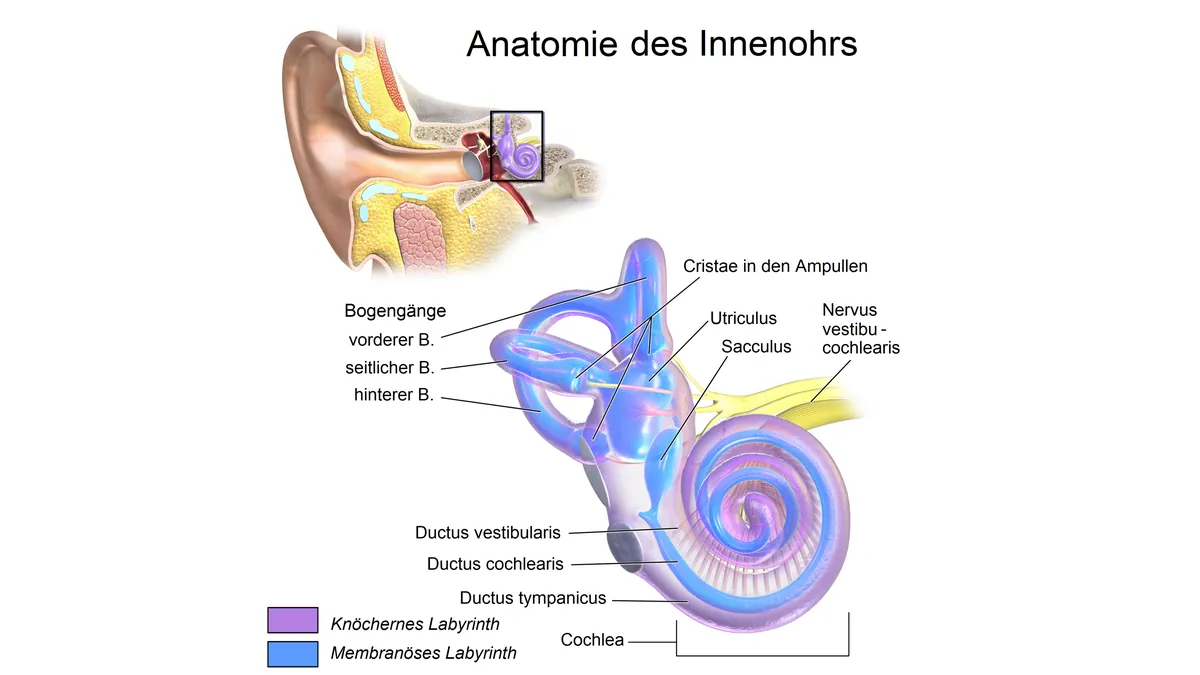 Anatomie des Innenohrs
Cristae in den Ampullen
Bogengänge
vorderer B.
seitlicher B.
hinterer B.
Utriculus
Sacculus
Nervus
vestibu -
cochlearis
Ductus vestibularis
Ductus cochlearis
Ductus tympanicus
Cochlea
Knöchernes Labyrinth
Membranöses Labyrinth